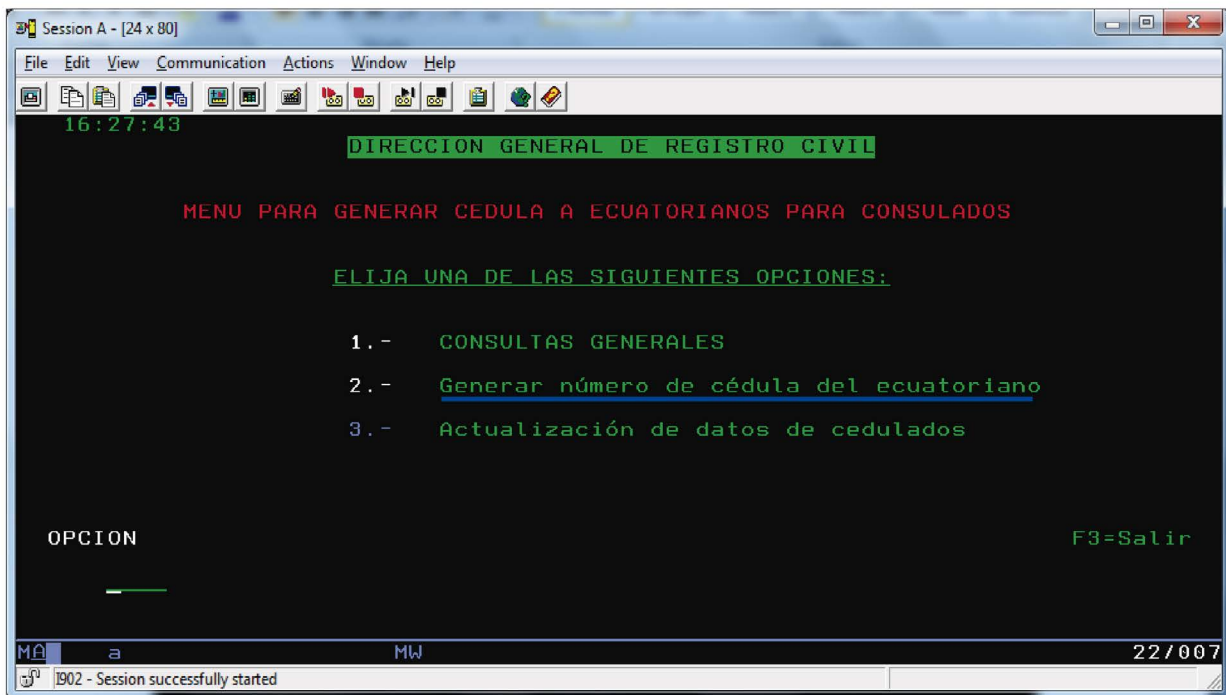 Session A - [24 x 80]
File Edit View Communication Actions Window Help
16:27:43
DIRECCION GENERAL DE REGISTRO CIVIL
MENU PARA GENERAR CEDULA A ECUATORIANOS PARA CONSULADOS
ELIJA UNA DE LAS SIGUIENTES OPCIONES:
1.- CONSULTAS GENERALES
2.- Generar número de cédula del ecuatoriano
3.- Actualización de datos de cedulados
OPCION F3=Salir
MA a MW 22/007
I902 - Session successfully started